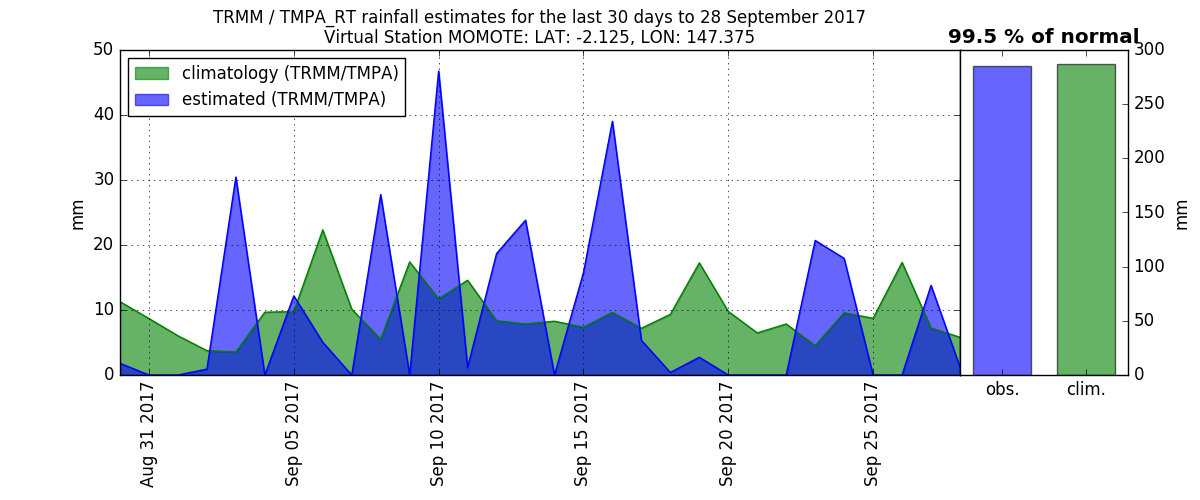 TRMM / TMPA_RT rainfall estimates for the last 30 days to 28 September 2017
Virtual Station MOMOTE: LAT: -2.125, LON: 147.375
99.5 % of normal
climatology (TRMM/TMPA)
estimated (TRMM/TMPA)
50
40
30
20
10
0
mm
Aug 31 2017
Sep 05 2017
Sep 10 2017
Sep 15 2017
Sep 20 2017
Sep 25 2017
obs.
clim.
300
250
200
150
100
50
0
mm